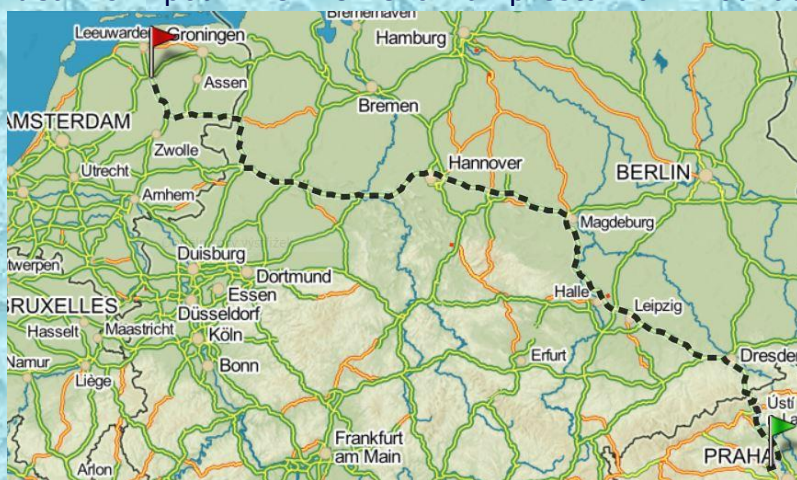 Bremerhaven
Leeuwarden
Groningen
Hamburg
Assen
Bremen
AMSTERDAM
Zwolle
Hannover
BERLIN
Utrecht
Arnhem
Magdeburg
Duisburg
Dortmund
Essen
Halle
Leipzig
BRUXELLES
Düsseldorf
Hasselt
Maastricht
Köln
Dresden
Namur
Liège
Bonn
Erfurt
Ústí
La
Frankfurt
am Main
PRAHA
Arlon